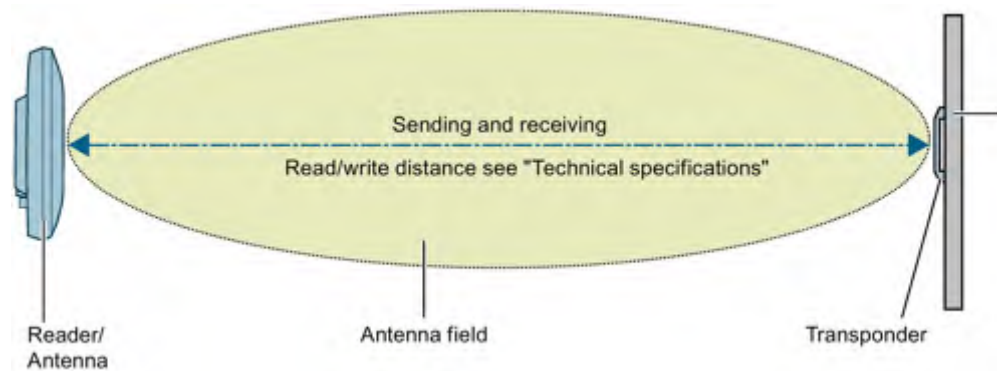 Sending and receiving
Read/write distance see "Technical specifications"
Reader/
Antenna
Antenna field
Transponder